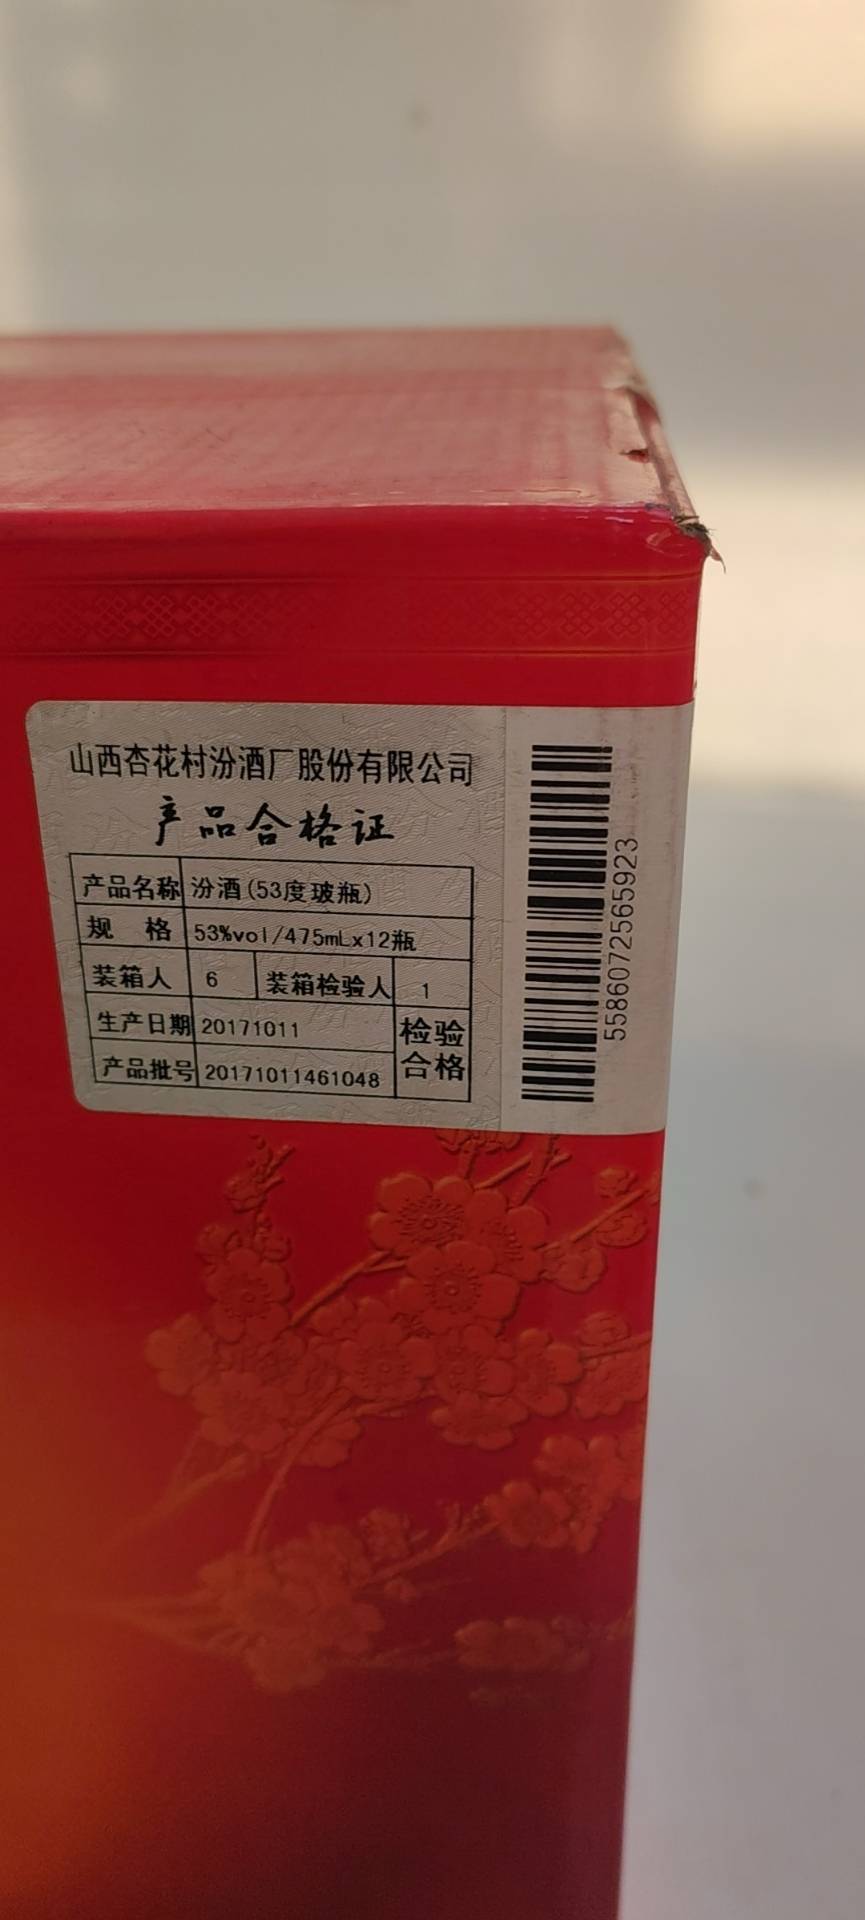 山西杏花村汾酒厂股份有限公司
产品合格证
产品名称 汾酒(53度玻瓶)
规 格 53%vol/475mLx12瓶
装箱人 6 装箱检验人 1
生产日期 20171011
检验合格
产品批号 20171011461048
5586072565923